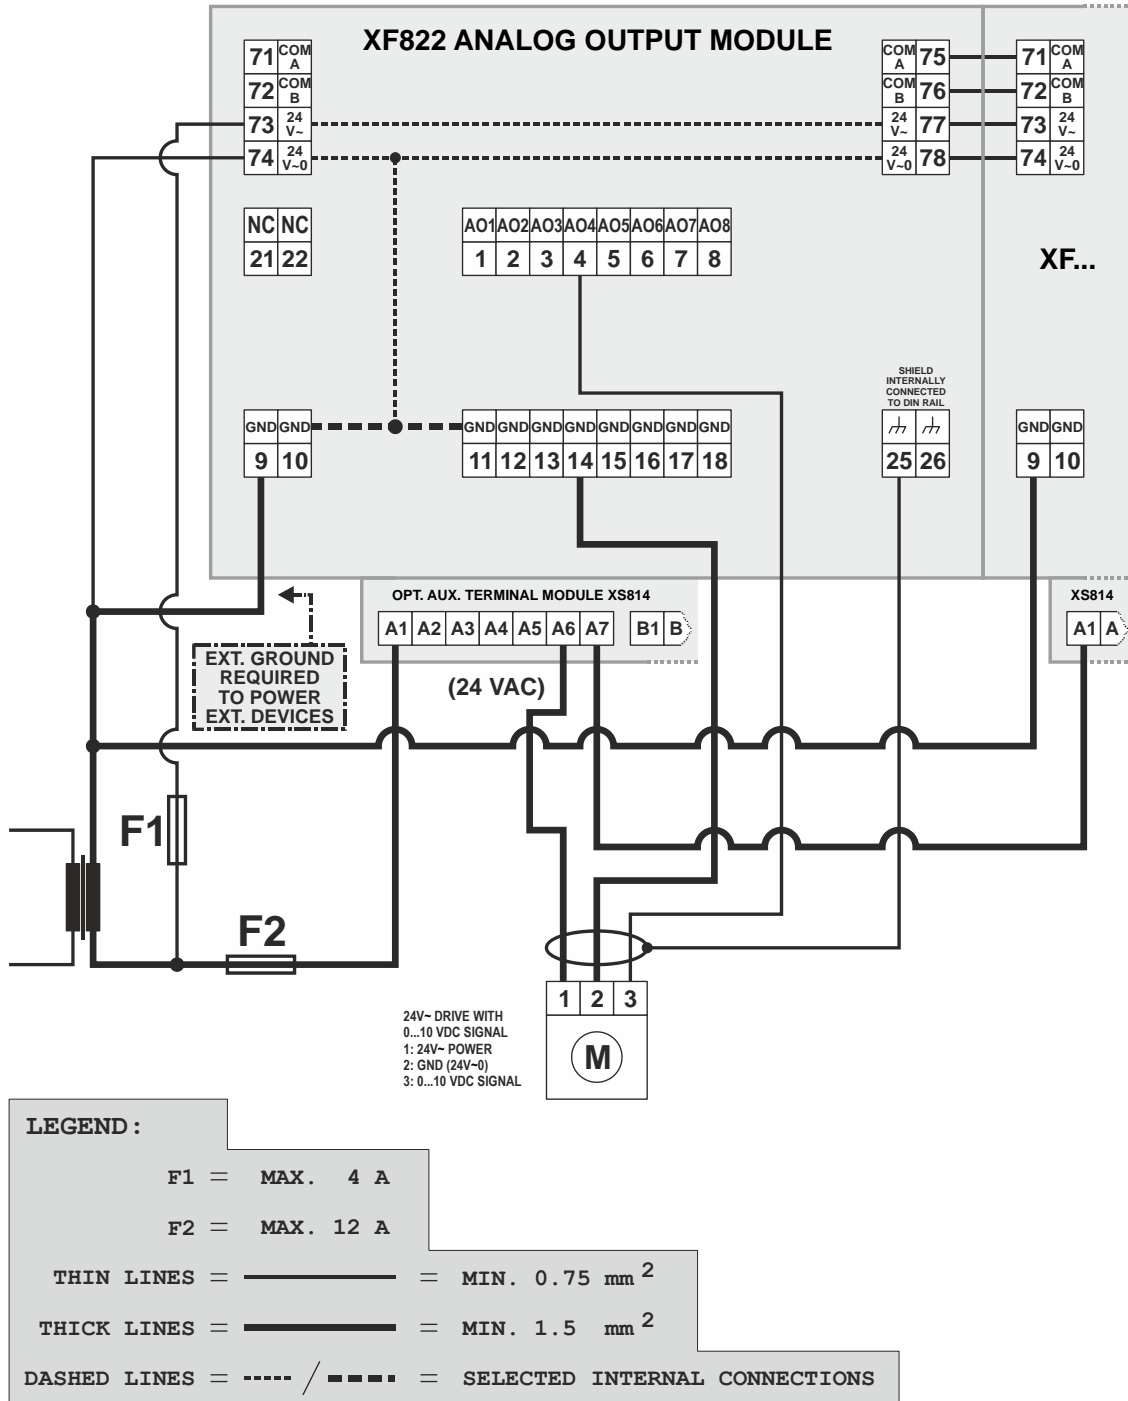 XF822 ANALOG OUTPUT MODULE
71 COM A
72 COM B
73 24 V~
74 24 V~0
COM A 75
COM B 76
24 V~ 77
24 V~0 78
71 COM A
72 COM B
73 24 V~
74 24 V~0
NC NC
21 22
AO1 AO2 AO3 AO4 AO5 AO6 AO7 AO8
1 2 3 4 5 6 7 8
XF...
SHIELD
INTERNALLY
CONNECTED
TO DIN RAIL
GND GND
9 10
GND GND GND GND GND GND GND GND
11 12 13 14 15 16 17 18
25 26
GND GND
9 10
OPT. AUX. TERMINAL MODULE XS814
A1 A2 A3 A4 A5 A6 A7 B1 B
XS814
A1 A
EXT. GROUND
REQUIRED
TO POWER
EXT. DEVICES
(24 VAC)
F1
F2
1 2 3
M
24V~ DRIVE WITH
0...10 VDC SIGNAL
1: 24V~ POWER
2: GND (24V~0)
3: 0...10 VDC SIGNAL
LEGEND:
F1 = MAX. 4 A
F2 = MAX. 12 A
THIN LINES = = MIN. 0.75 mm 2
THICK LINES = = MIN. 1.5 mm 2
DASHED LINES = / = SELECTED INTERNAL CONNECTIONS